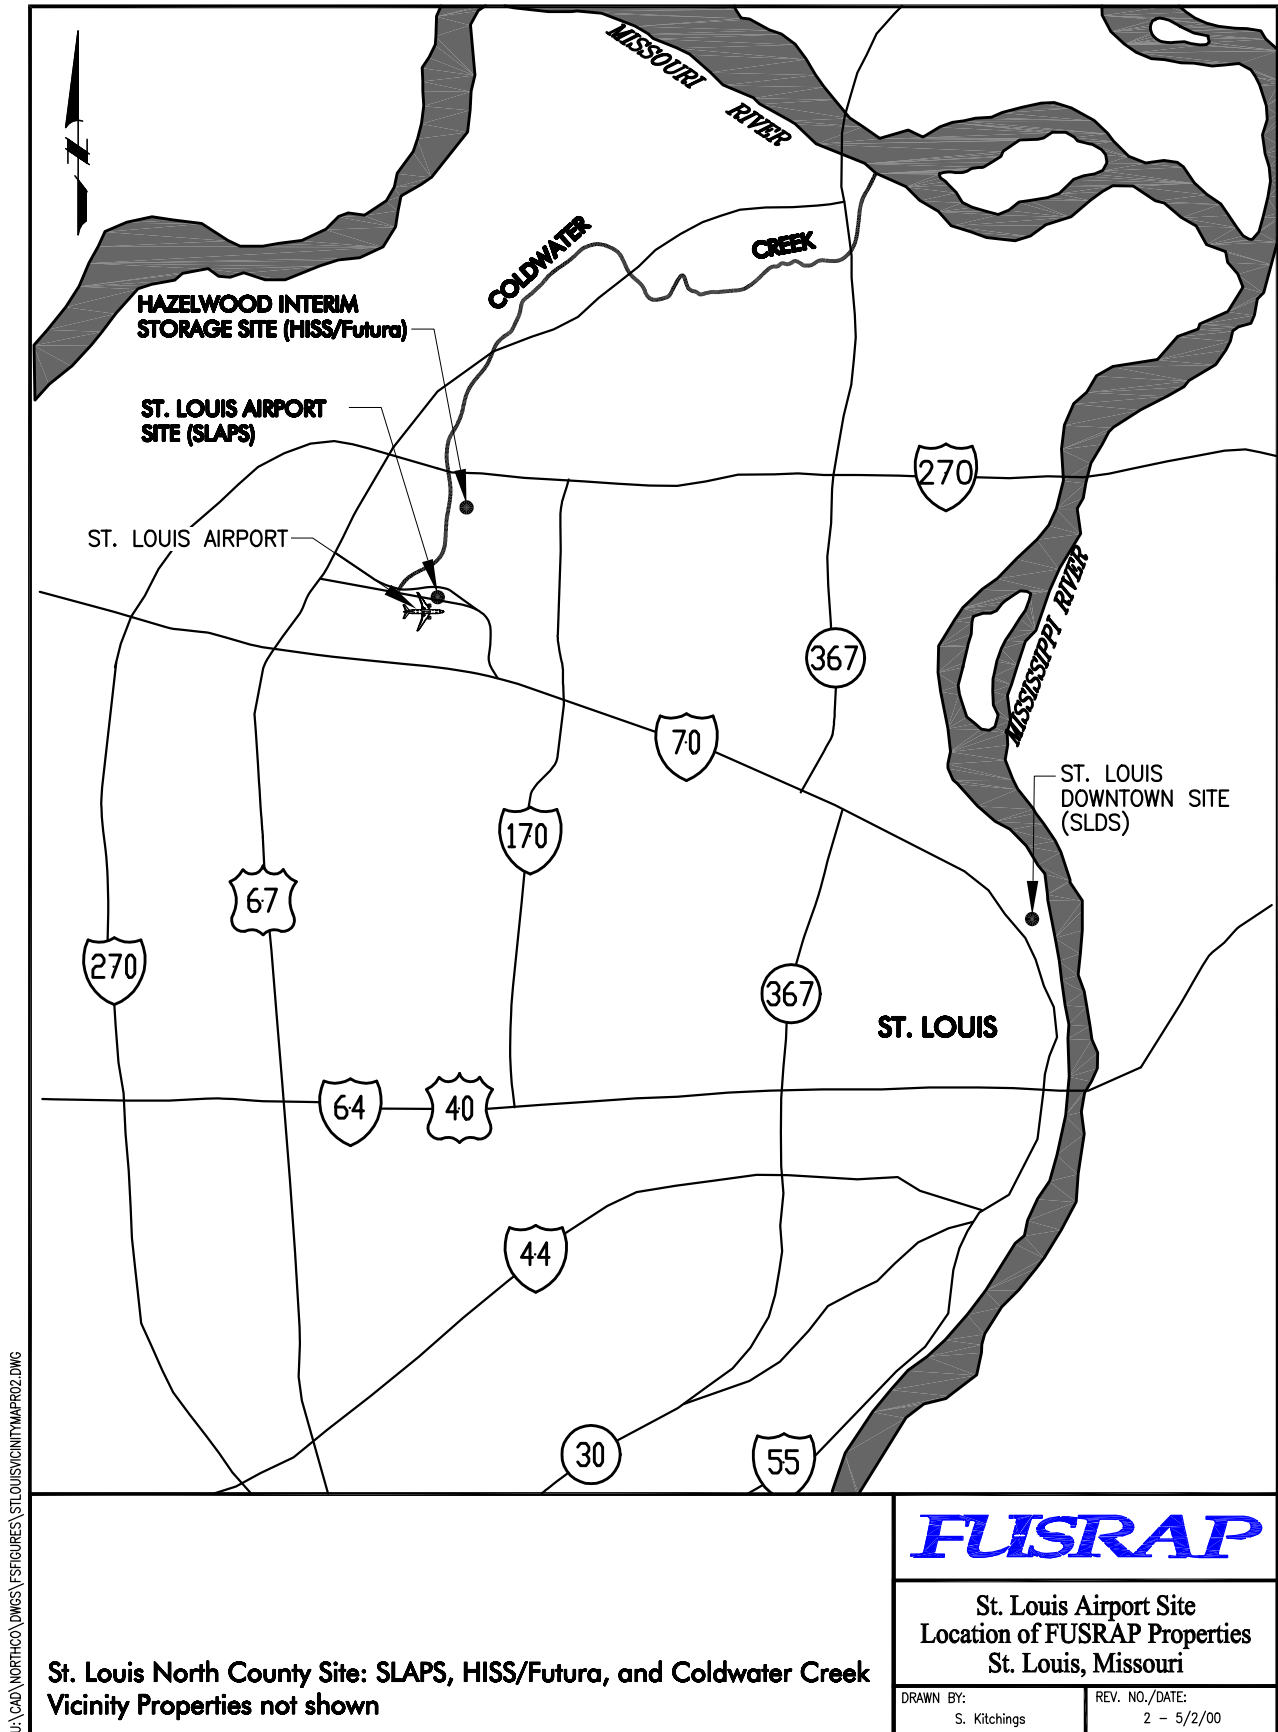 MISSOURI
RIVER
N
COLDWATER
CREEK
HAZELWOOD INTERIM
STORAGE SITE (HISS/Futura)
ST. LOUIS AIRPORT
SITE (SLAPS)
270
ST. LOUIS AIRPORT
MISSISSIPPI RIVER
367
70
ST. LOUIS
DOWNTOWN SITE
(SLDS)
170
67
270
367
ST. LOUIS
64
40
44
30
55
U:\CAD\NORTHCO\DWGS\FSFIGURES\STLOUISVICINITYMAPR02.DWG
FUSRAP
St. Louis Airport Site
Location of FUSRAP Properties
St. Louis, Missouri
St. Louis North County Site: SLAPS, HISS/Futura, and Coldwater Creek
Vicinity Properties not shown
DRAWN BY:
S. Kitchings
REV. NO./DATE:
2 - 5/2/00